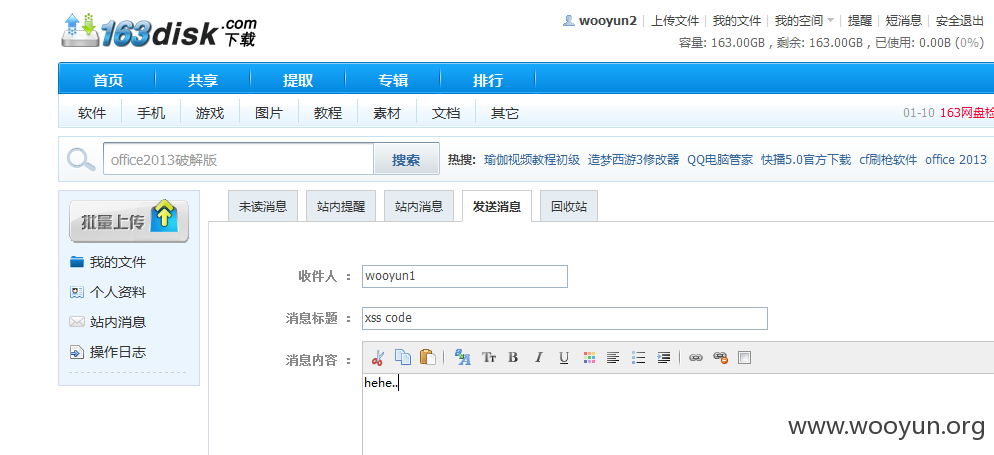 163disk.com下载
wooyun2 | 上传文件 | 我的文件 | 我的空间 | 提醒 | 短消息 | 安全退出
容量: 163.00GB , 剩余: 163.00GB , 已使用: 0.00B (0%)
首页 共享 提取 专辑 排行
软件 手机 游戏 图片 教程 素材 文档 其它 01-10 163网盘检
office2013破解版 搜索 热搜: 瑜伽视频教程初级 造梦西游3修改器 QQ电脑管家 快播5.0官方下载 cf刷枪软件 office 2013
批量上传
我的文件
个人资料
站内消息
操作日志
未读消息 站内提醒 站内消息 发送消息 回收站
收件人 : wooyun1
消息标题 : xss code
消息内容 :
hehe..
www.wooyun.org